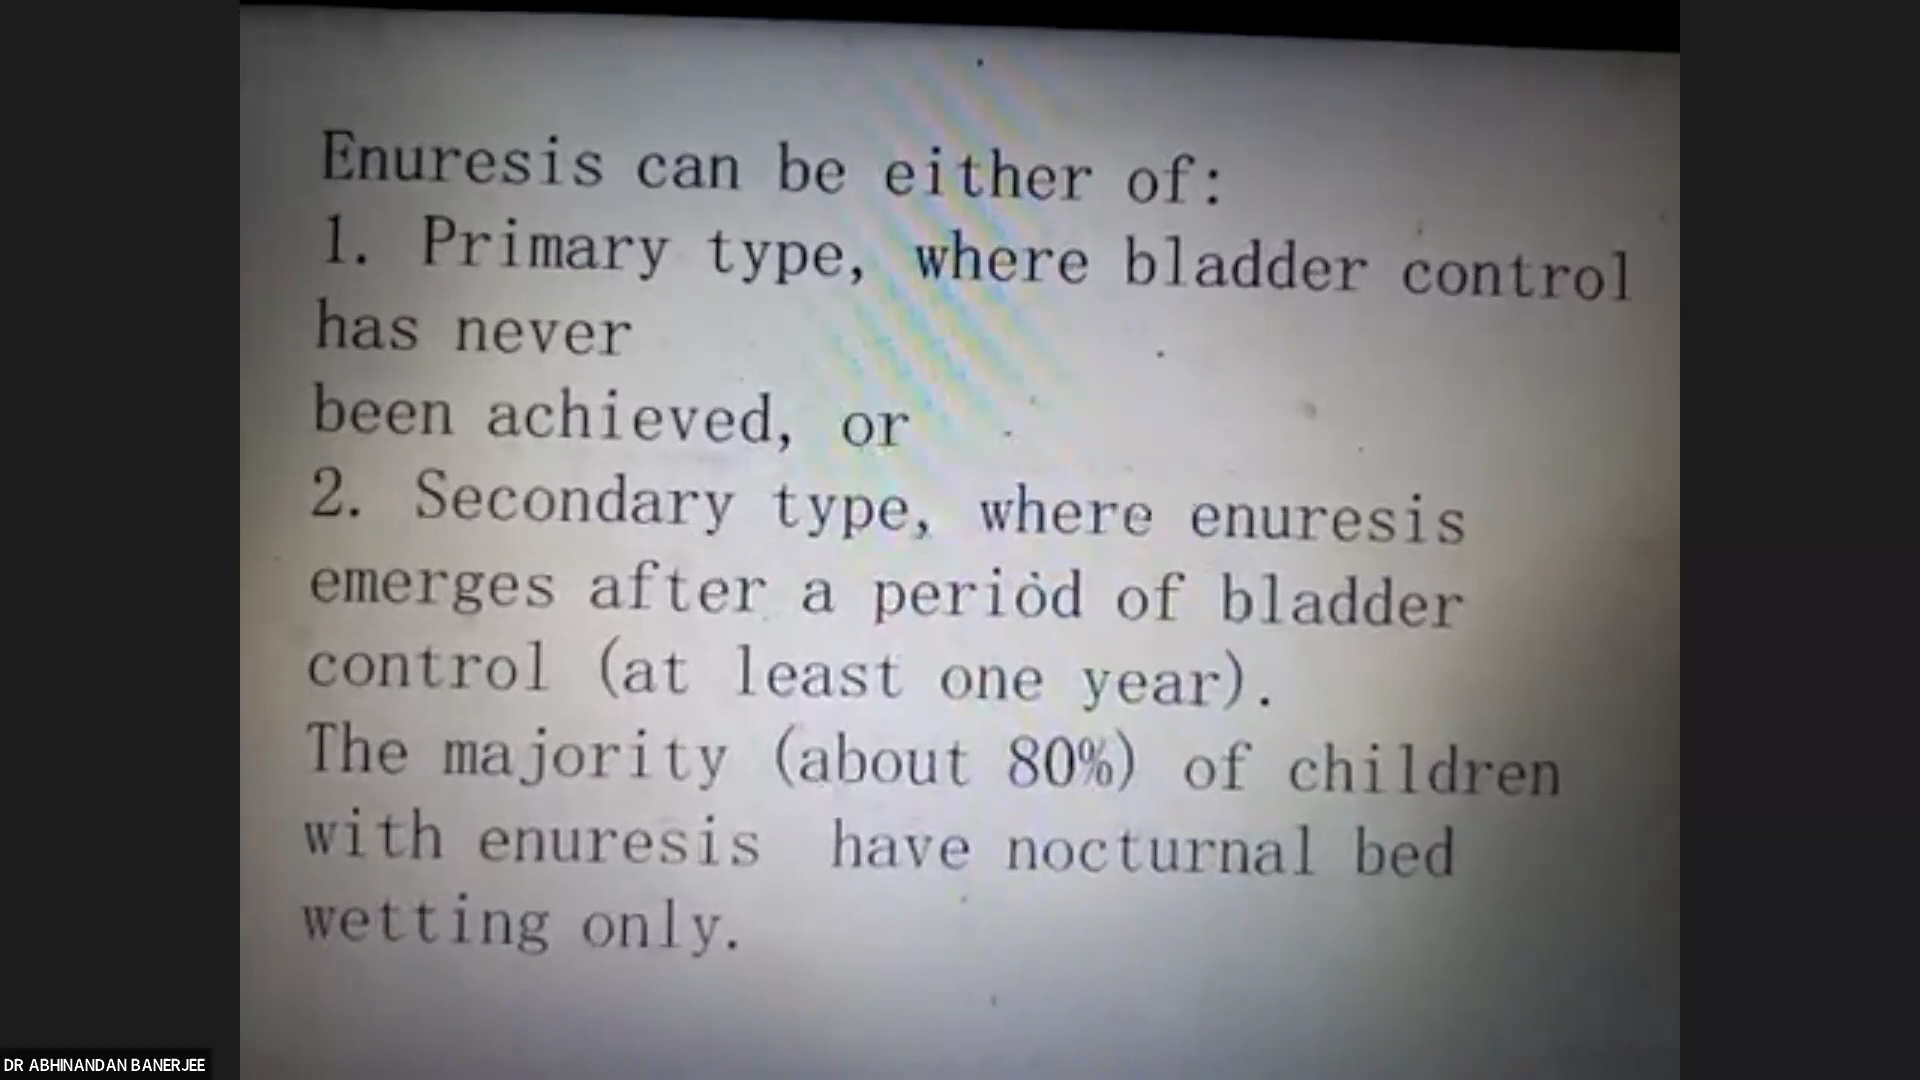 Enuresis can be either of:
1. Primary type, where bladder control
has never
been achieved, or
2. Secondary type, where enuresis
emerges after a period of bladder
control (at least one year).
The majority (about 80%) of children
with enuresis have nocturnal bed
wetting only.
DR ABHINANDAN BANERJEE